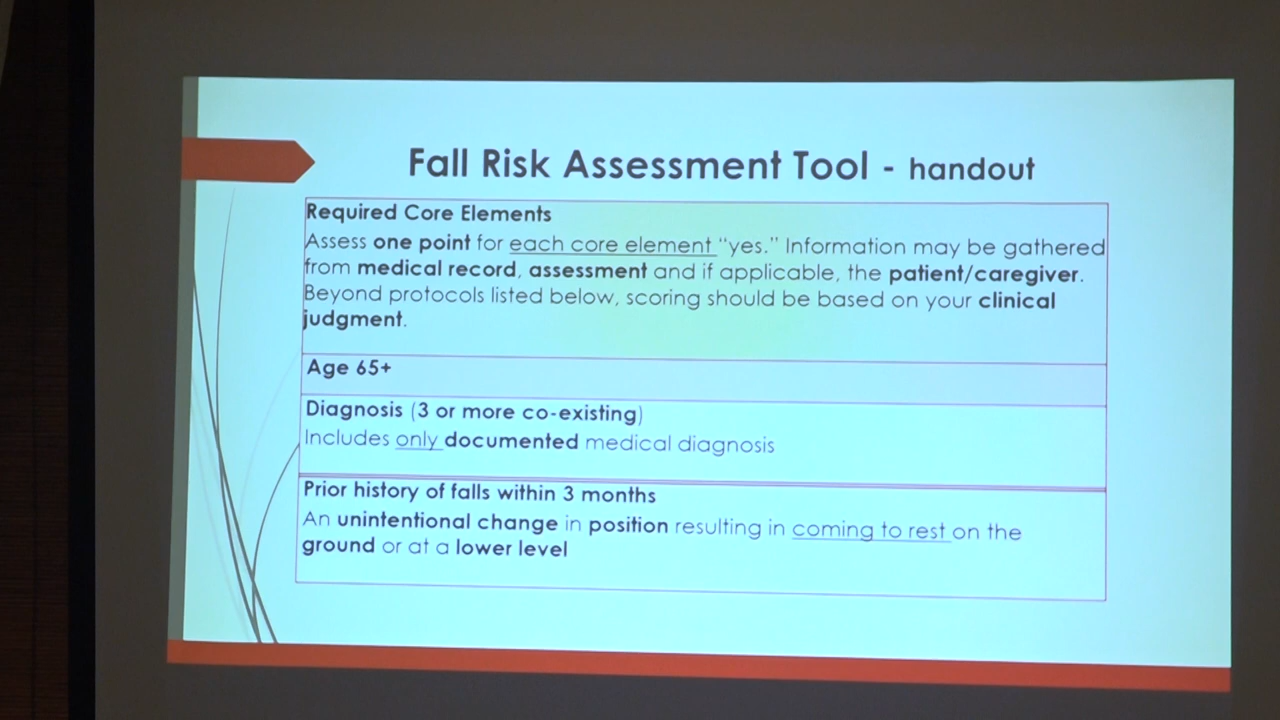 Fall Risk Assessment Tool - handout
Required Core Elements
Assess one point for each core element "yes." Information may be gathered
from medical record, assessment and if applicable, the patient/caregiver.
Beyond protocols listed below, scoring should be based on your clinical
judgment.
Age 65+
Diagnosis (3 or more co-existing)
Includes only documented medical diagnosis
Prior history of falls within 3 months
An unintentional change in position resulting in coming to rest on the
ground or at a lower level